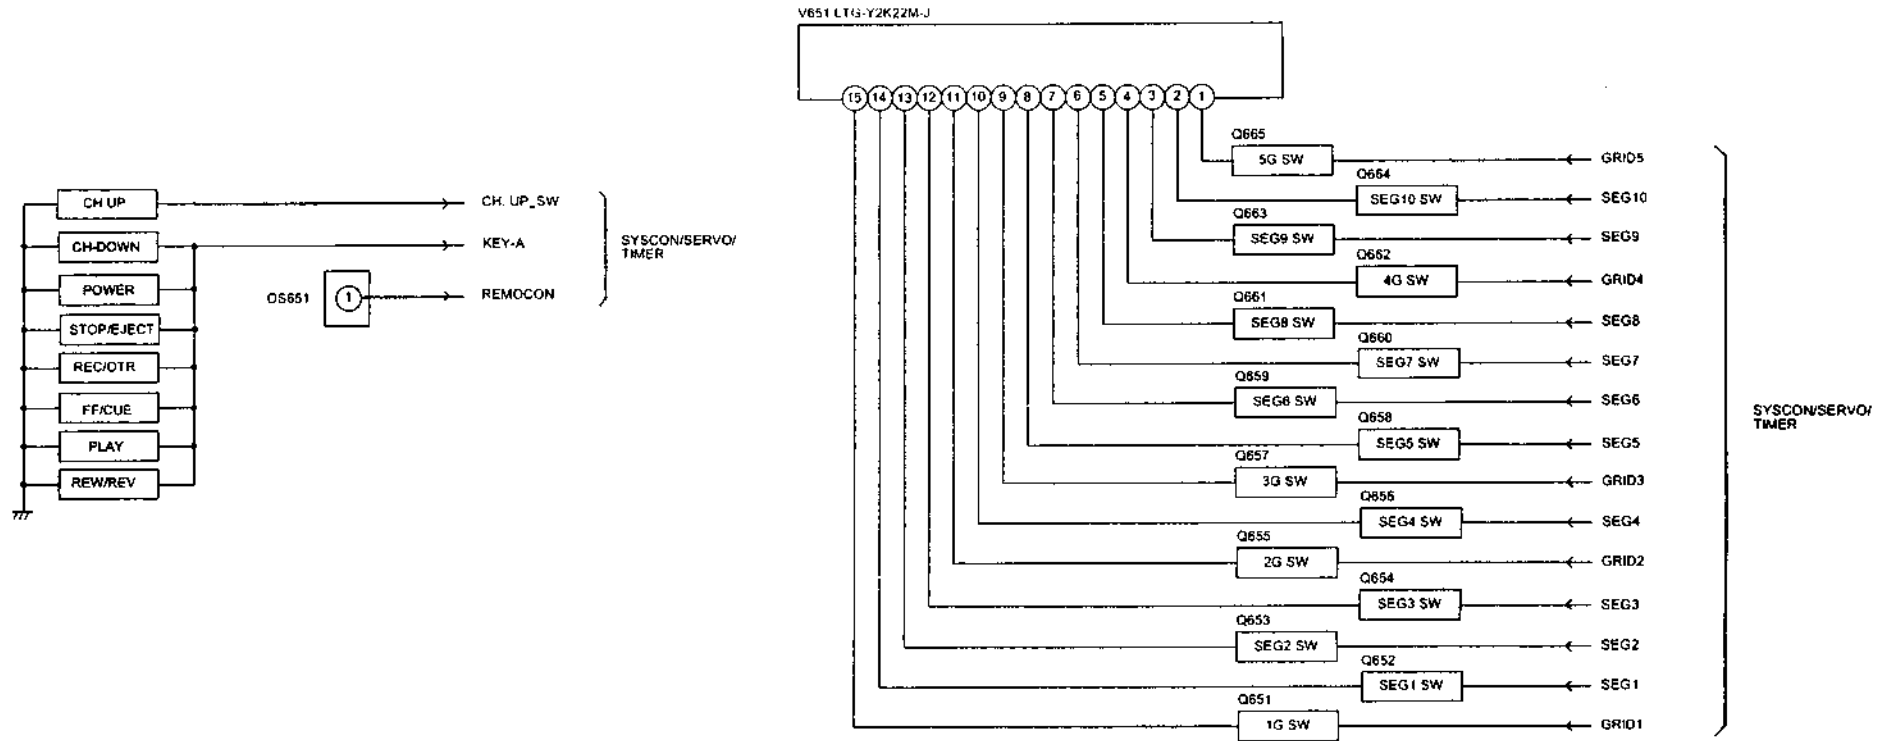 V651 LTG-Y2K22M-J
15 14 13 12 11 10 9 8 7 6 5 4 3 2 1
CH UP
CH. UP_SW
CH-DOWN
KEY-A
POWER
OS651
1
REMOCON
STOP/EJECT
REC/OTR
FF/CUE
PLAY
REW/REV
SYSCON/SERVO/
TIMER
Q665
5G SW
GRID5
Q664
SEG10 SW
SEG10
Q663
SEG9 SW
SEG9
Q662
4G SW
GRID4
Q661
SEG8 SW
SEG8
Q660
SEG7 SW
SEG7
Q659
SEG6 SW
SEG6
Q658
SEG5 SW
SEG5
Q657
3G SW
GRID3
Q656
SEG4 SW
SEG4
Q655
2G SW
GRID2
Q654
SEG3 SW
SEG3
Q653
SEG2 SW
SEG2
Q652
SEG1 SW
SEG1
Q651
1G SW
GRID1
SYSCON/SERVO/
TIMER